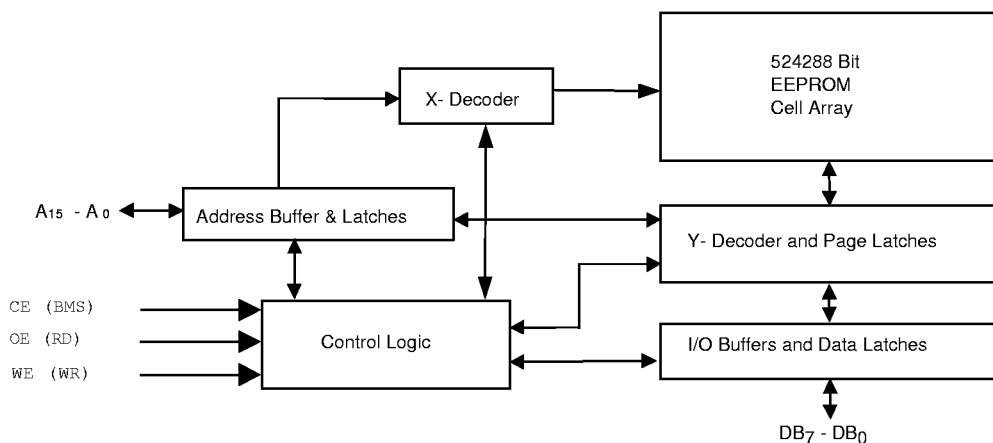 524288 Bit
EEPROM
Cell Array
X- Decoder
A15 - A0
Address Buffer & Latches
Y- Decoder and Page Latches
CE (BMS)
OE (RD)
WE (WR)
Control Logic
I/O Buffers and Data Latches
DB7 - DB0